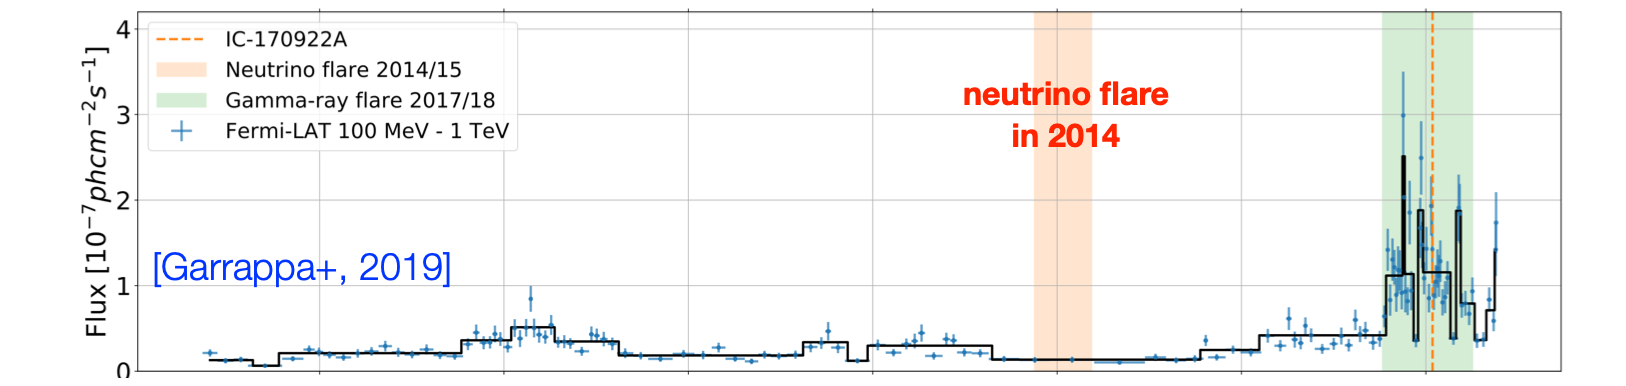 IC-170922A
Neutrino flare 2014/15
Gamma-ray flare 2017/18
Fermi-LAT 100 MeV - 1 TeV
neutrino flare
in 2014
[Garrappa+, 2019]
Flux [10⁻⁷phcm⁻²s⁻¹]
4
3
2
1
0